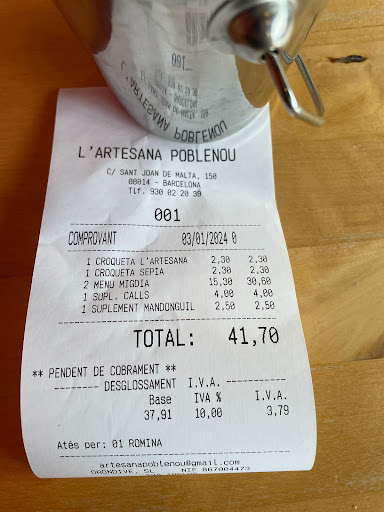 L'ARTESANA POBLENOU
C/ SANT JOAN DE MALTA, 150
08014 - BARCELONA
Tlf. 930 02 20 39
001
COMPROVANT 03/01/2024 0
1 CROQUETA L'ARTESANA 2,30 2,30
1 CROQUETA SEPIA 2,30 2,30
2 MENU MIGDIA 15,30 30,60
1 SUPL. CALLS 4,00 4,00
1 SUPLEMENT MANDONGUIL 2,50 2,50
TOTAL: 41,70
** PENDENT DE COBRAMENT **
--------- DESGLOSSAMENT I.V.A. ------------
Base IVA % I.V.A.
37,91 10,00 3,79
Atés per: 01 ROMINA
artesanapoblenou@gmail.com
SL. NIF B67004473